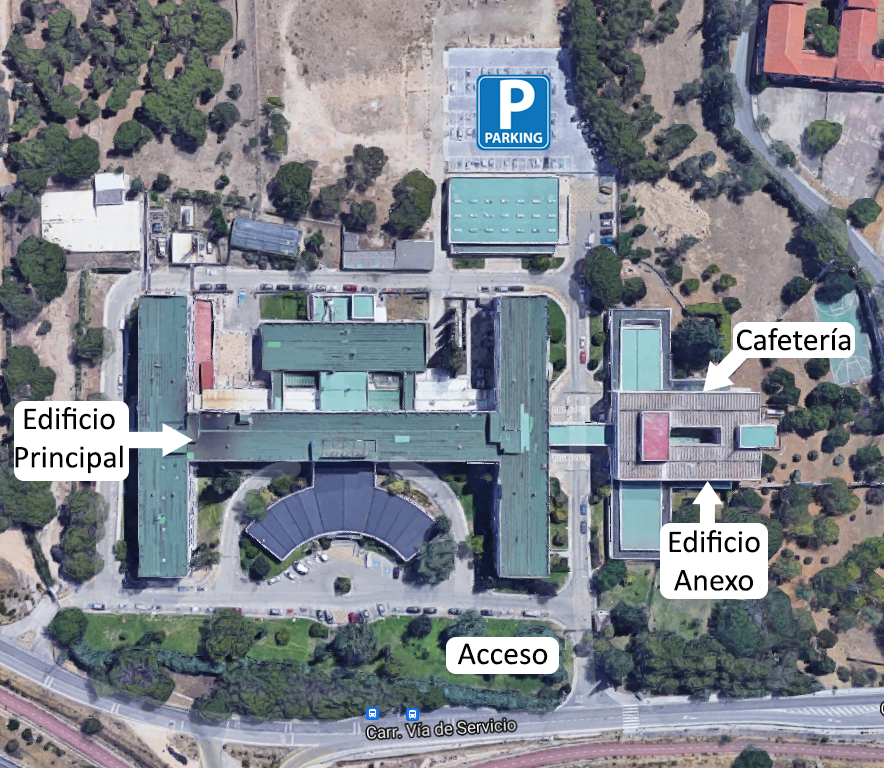 P
PARKING
Cafetería
Edificio
Principal
Edificio
Anexo
Acceso
Carr. Vía de Servicio